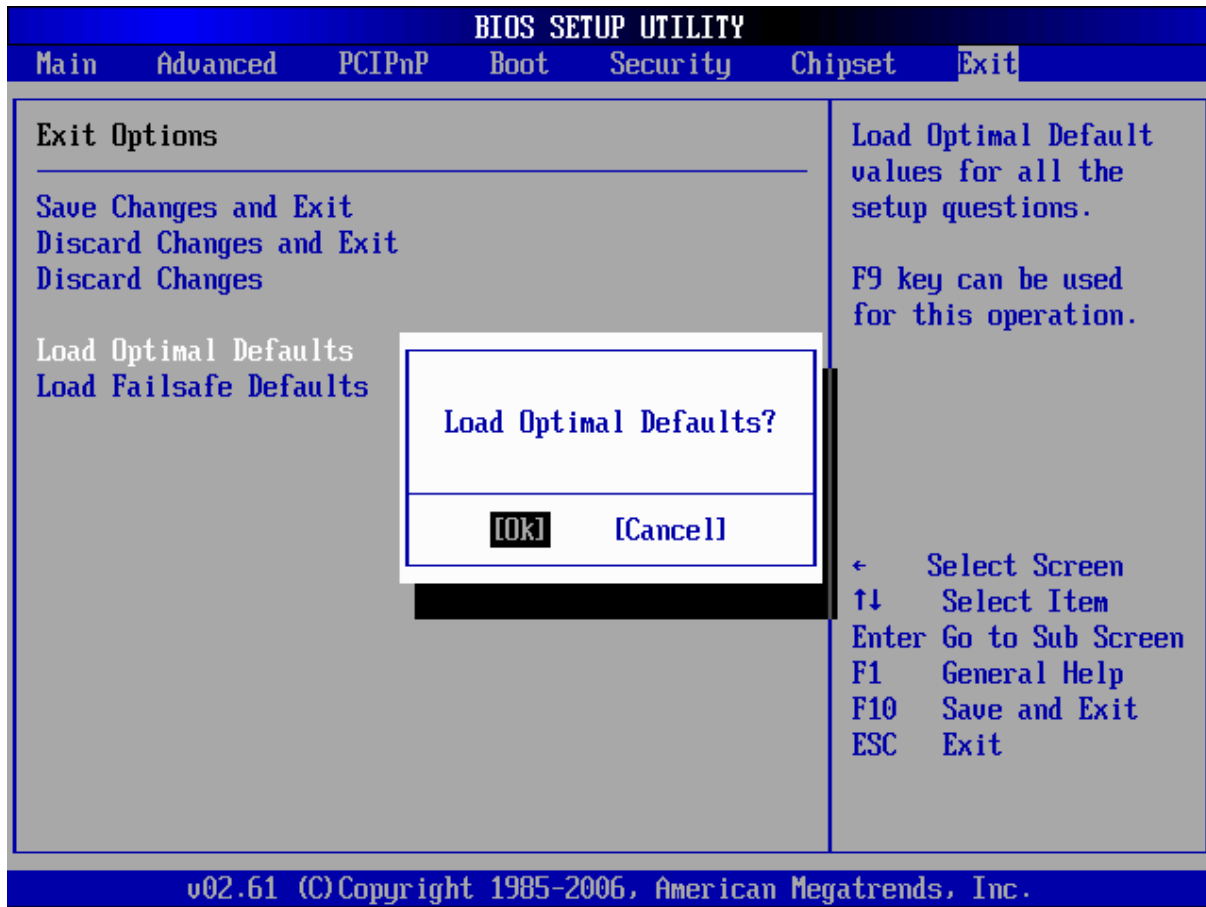 BIOS SETUP UTILITY
Main Advanced PCIPnP Boot Security Chipset Exit
Exit Options
Save Changes and Exit
Discard Changes and Exit
Discard Changes
Load Optimal Defaults
Load Failsafe Defaults
Load Optimal Defaults?
[Ok] [Cancel]
Load Optimal Default
values for all the
setup questions.
F9 key can be used
for this operation.
← Select Screen
↑↓ Select Item
Enter Go to Sub Screen
F1 General Help
F10 Save and Exit
ESC Exit
v02.61 (C)Copyright 1985-2006, American Megatrends, Inc.